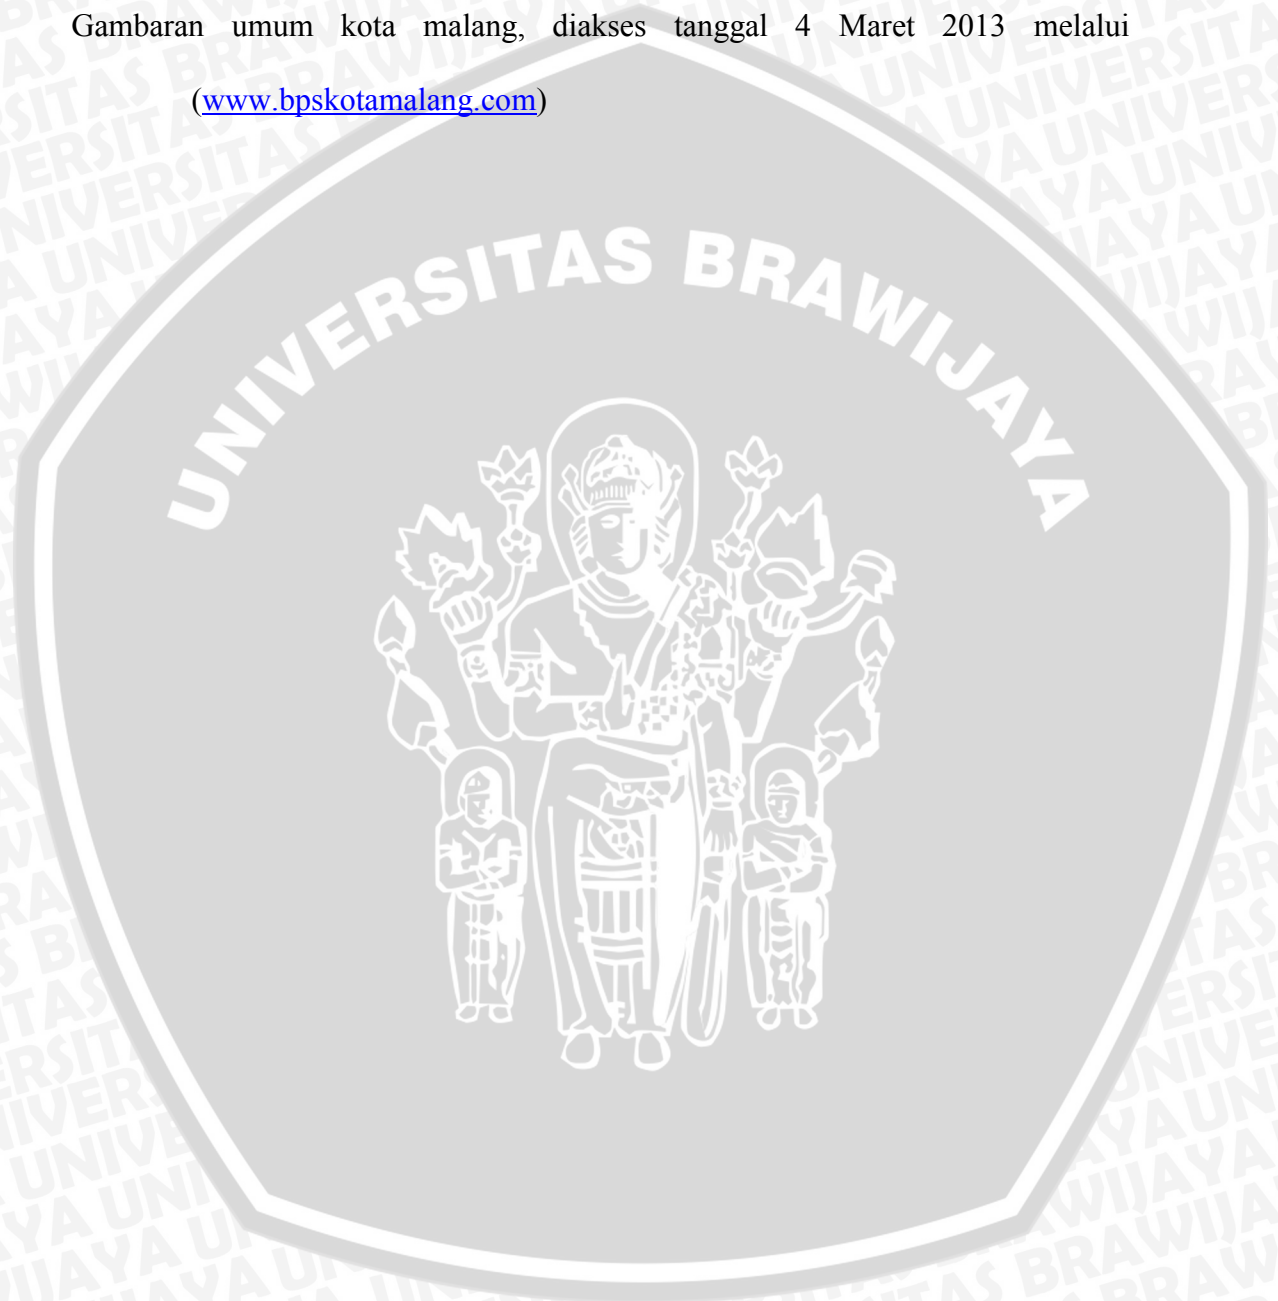 Gambaran umum kota malang, diakses tanggal 4 Maret 2013 melalui
(www.bpskotamalang.com)
UNIVERSITAS BRAWIJAYA